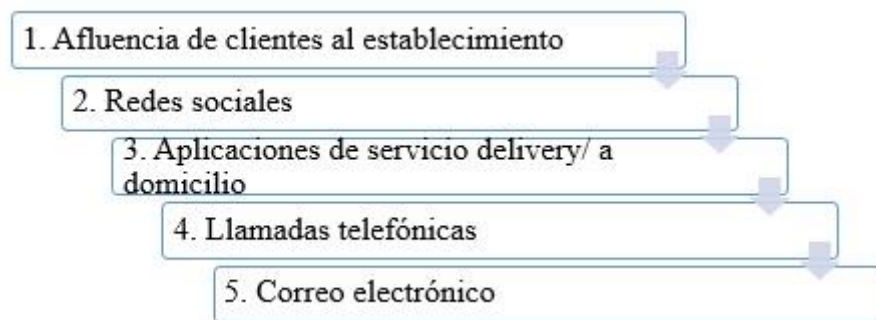 1. Afluencia de clientes al establecimiento
2. Redes sociales
3. Aplicaciones de servicio delivery/ a
domicilio
4. Llamadas telefónicas
5. Correo electrónico